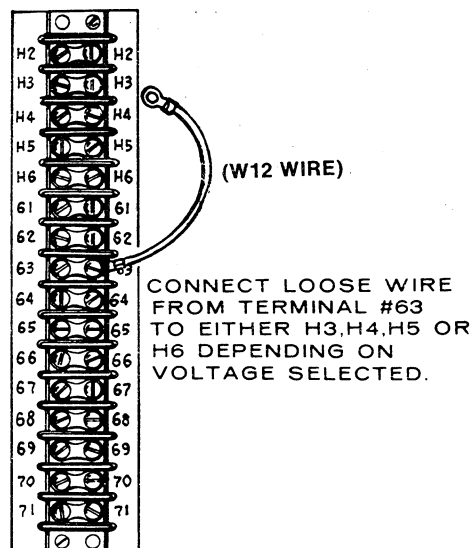 H2 H2
H3 H3
H4 H4
H5 H5
H6 H6
61 61
62 62
63 63
64 64
65 65
66 66
67 67
68 68
69 69
70 70
71 71
(W12 WIRE)
CONNECT LOOSE WIRE
FROM TERMINAL #63
TO EITHER H3,H4,H5 OR
H6 DEPENDING ON
VOLTAGE SELECTED.